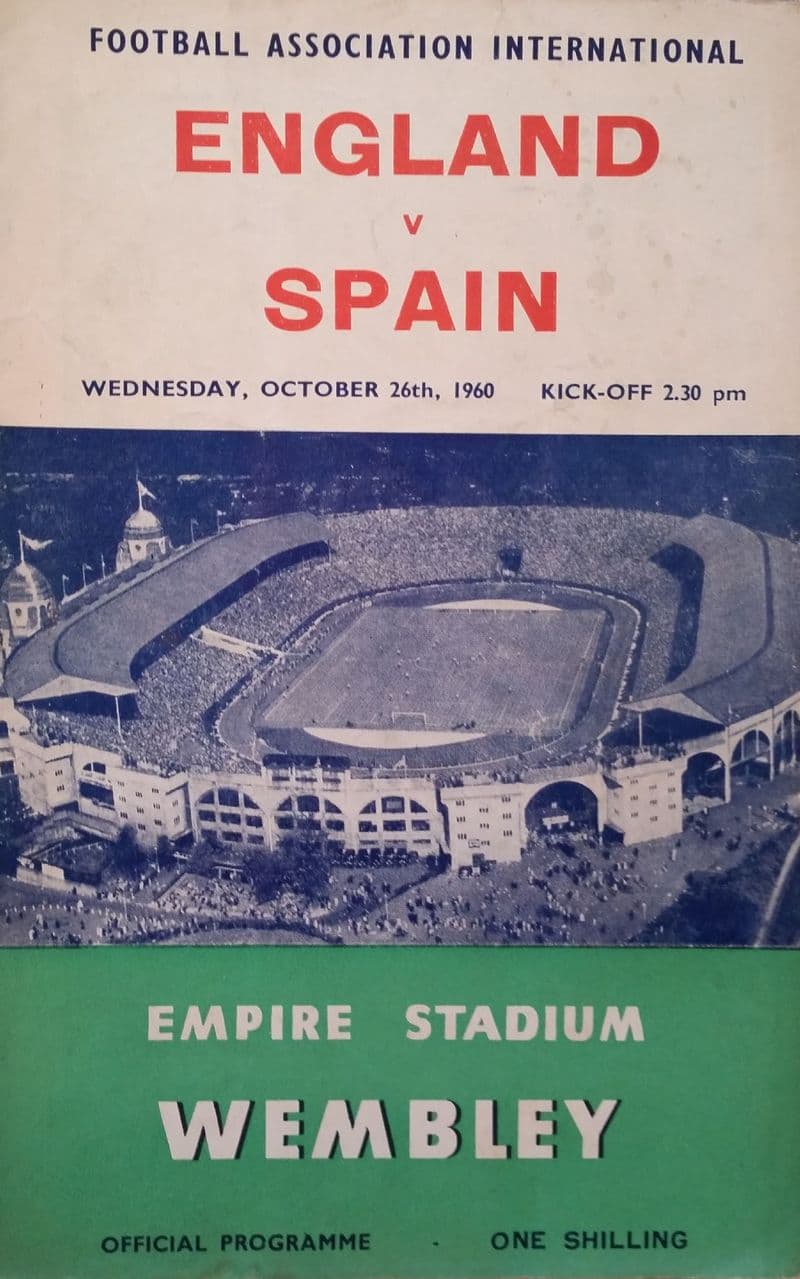 FOOTBALL ASSOCIATION INTERNATIONAL
ENGLAND
v
SPAIN
WEDNESDAY, OCTOBER 26th, 1960 KICK-OFF 2.30 pm
EMPIRE STADIUM
WEMBLEY
OFFICIAL PROGRAMME - ONE SHILLING